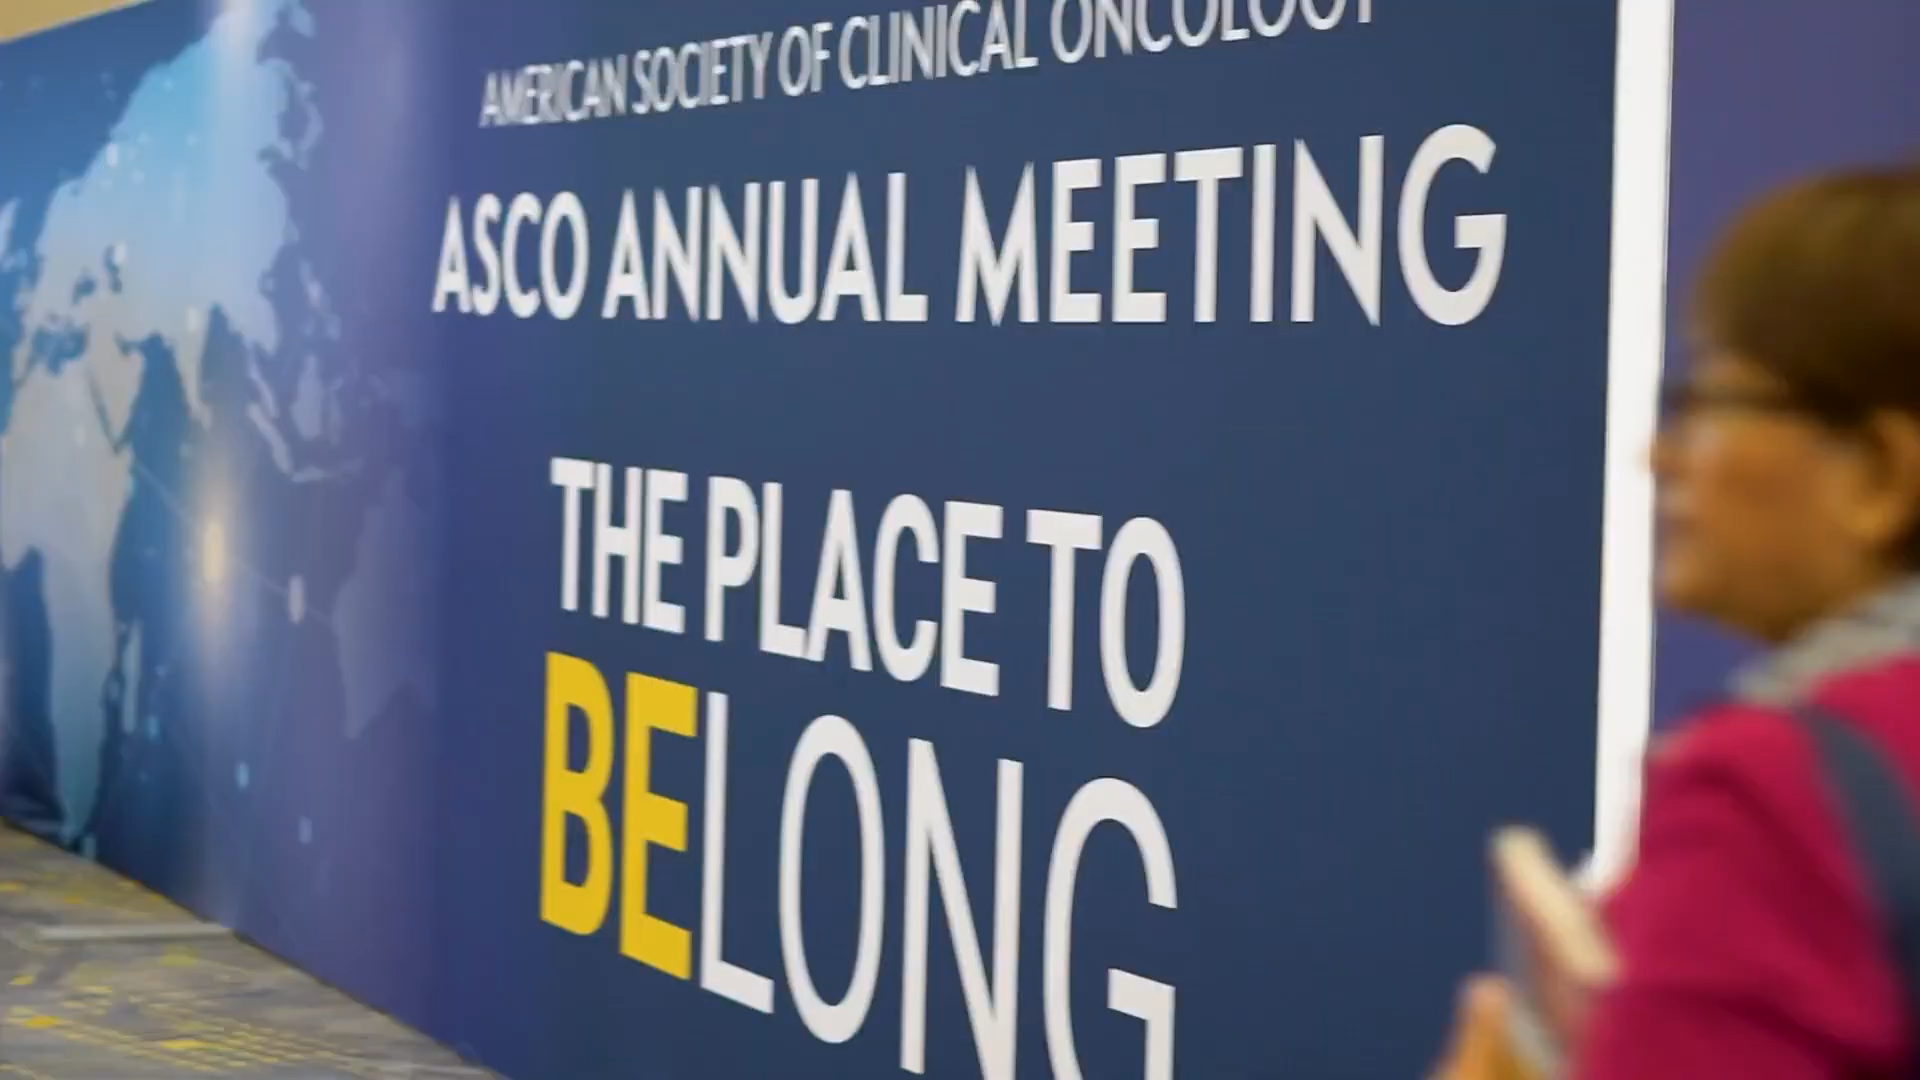 AMERICAN SOCIETY OF CLINICAL ONCOLOGY
ASCO ANNUAL MEETING
THE PLACE TO
BELONG